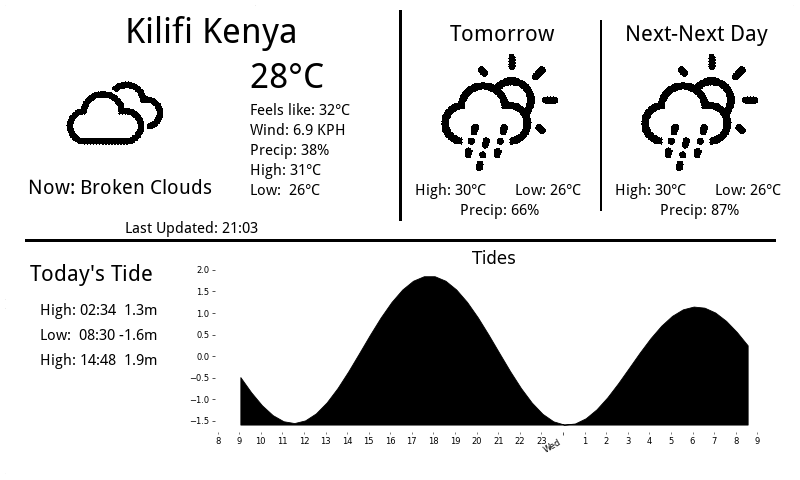 Kilifi Kenya
28°C
Feels like: 32°C
Wind: 6.9 KPH
Precip: 38%
High: 31°C
Low: 26°C
Now: Broken Clouds
Last Updated: 21:03
Tomorrow
High: 30°C Low: 26°C
Precip: 66%
Next-Next Day
High: 30°C Low: 26°C
Precip: 87%
Today's Tide
High: 02:34 1.3m
Low: 08:30 -1.6m
High: 14:48 1.9m
Tides
2.0
1.5
1.0
0.5
0.0
−0.5
−1.0
−1.5
8 9 10 11 12 13 14 15 16 17 18 19 20 21 22 23 Wed 1 2 3 4 5 6 7 8 9